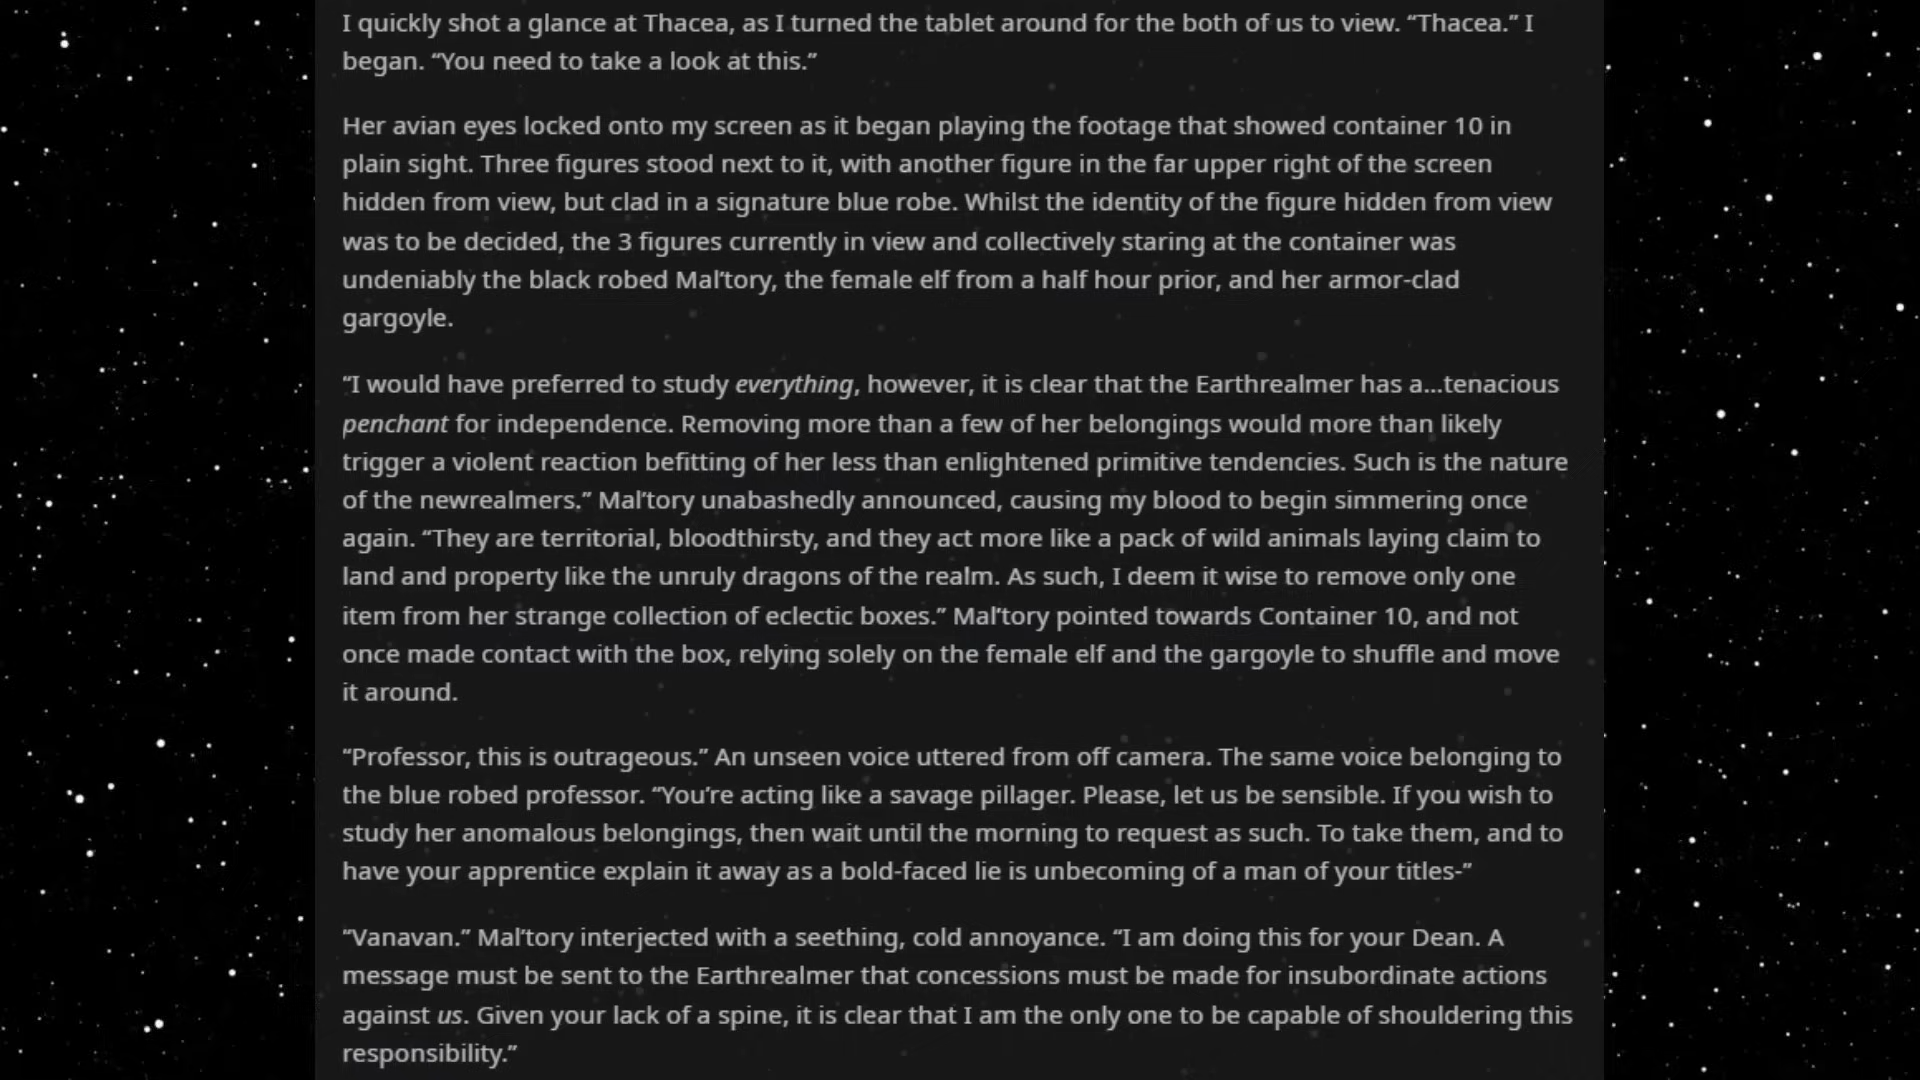 I quickly shot a glance at Thacea, as I turned the tablet around for the both of us to view. “Thacea.” I
began. “You need to take a look at this.”
Her avian eyes locked onto my screen as it began playing the footage that showed container 10 in
plain sight. Three figures stood next to it, with another figure in the far upper right of the screen
hidden from view, but clad in a signature blue robe. Whilst the identity of the figure hidden from view
was to be decided, the 3 figures currently in view and collectively staring at the container was
undeniably the black robed Mal’tory, the female elf from a half hour prior, and her armor-clad
gargoyle.
“I would have preferred to study everything, however, it is clear that the Earthrealmer has a…tenacious
penchant for independence. Removing more than a few of her belongings would more than likely
trigger a violent reaction befitting of her less than enlightened primitive tendencies. Such is the nature
of the newrealmers.” Mal’tory unabashedly announced, causing my blood to begin simmering once
again. “They are territorial, bloodthirsty, and they act more like a pack of wild animals laying claim to
land and property like the unruly dragons of the realm. As such, I deem it wise to remove only one
item from her strange collection of eclectic boxes.” Mal’tory pointed towards Container 10, and not
once made contact with the box, relying solely on the female elf and the gargoyle to shuffle and move
it around.
“Professor, this is outrageous.” An unseen voice uttered from off camera. The same voice belonging to
the blue robed professor. “You’re acting like a savage pillager. Please, let us be sensible. If you wish to
study her anomalous belongings, then wait until the morning to request as such. To take them, and to
have your apprentice explain it away as a bold-faced lie is unbecoming of a man of your titles-”
“Vanavan.” Mal’tory interjected with a seething, cold annoyance. “I am doing this for your Dean. A
message must be sent to the Earthrealmer that concessions must be made for insubordinate actions
against us. Given your lack of a spine, it is clear that I am the only one to be capable of shouldering this
responsibility.”